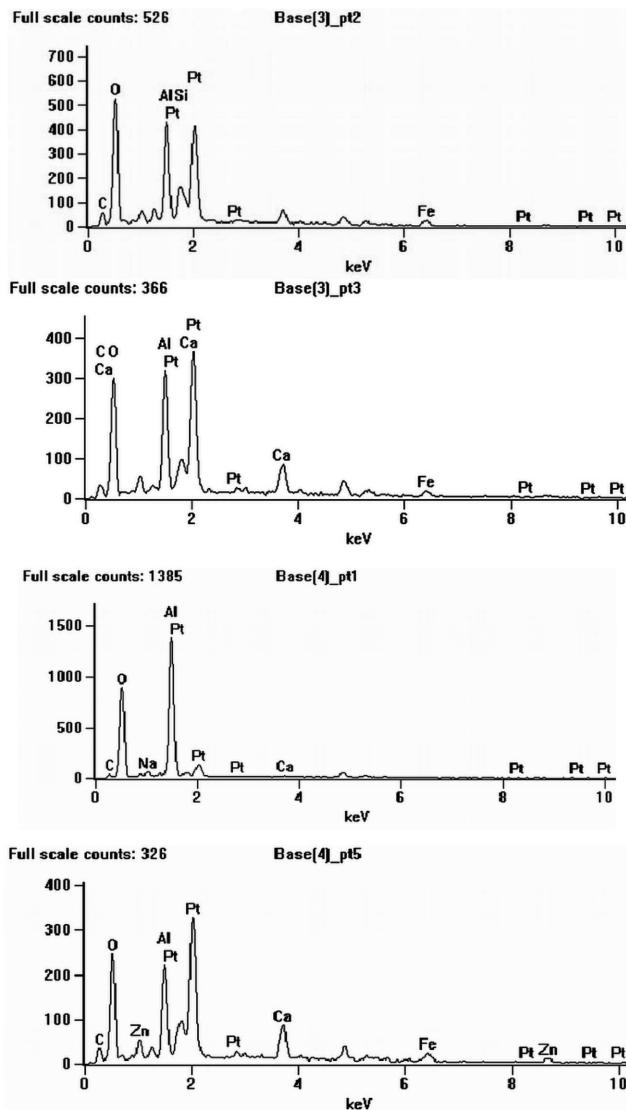 Full scale counts: 526 Base(3)_pt2
700
600 Pt
500 O Al Si
400 Pt
300
200
100 C Pt Fe Pt Pt Pt
0
0 2 4 6 8 10
keV
Full scale counts: 366 Base(3)_pt3
400 Pt
C O Al Ca
300 Ca Pt
200
100 Ca
Pt Fe Pt Pt Pt
0
0 2 4 6 8 10
keV
Full scale counts: 1385 Base(4)_pt1
Al
1500 Pt
1000 O
500
C Na Pt Pt Ca Pt Pt Pt
0
0 2 4 6 8 10
keV
Full scale counts: 326 Base(4)_pt5
400
Pt
300 O Al
Pt
200
100 Ca
C Zn Pt Fe Pt Zn Pt Pt
0
0 2 4 6 8 10
keV